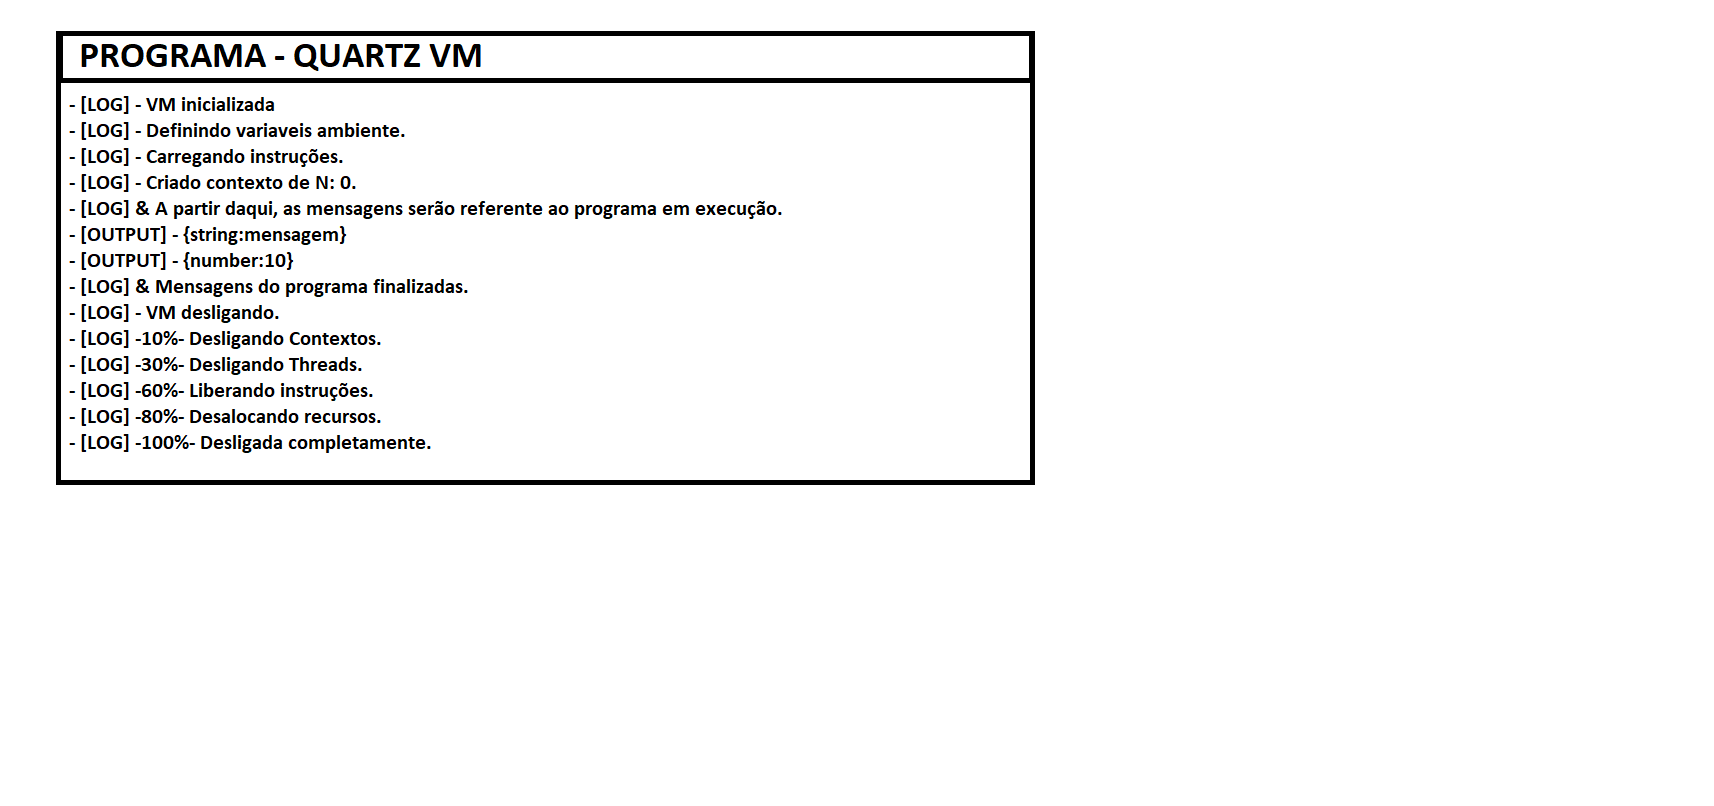 PROGRAMA - QUARTZ VM
- [LOG] - VM inicializada
- [LOG] - Definindo variaveis ambiente.
- [LOG] - Carregando instruções.
- [LOG] - Criado contexto de N: 0.
- [LOG] & A partir daqui, as mensagens serão referente ao programa em execução.
- [OUTPUT] - {string:mensagem}
- [OUTPUT] - {number:10}
- [LOG] & Mensagens do programa finalizadas.
- [LOG] - VM desligando.
- [LOG] -10%- Desligando Contextos.
- [LOG] -30%- Desligando Threads.
- [LOG] -60%- Liberando instruções.
- [LOG] -80%- Desalocando recursos.
- [LOG] -100%- Desligada completamente.